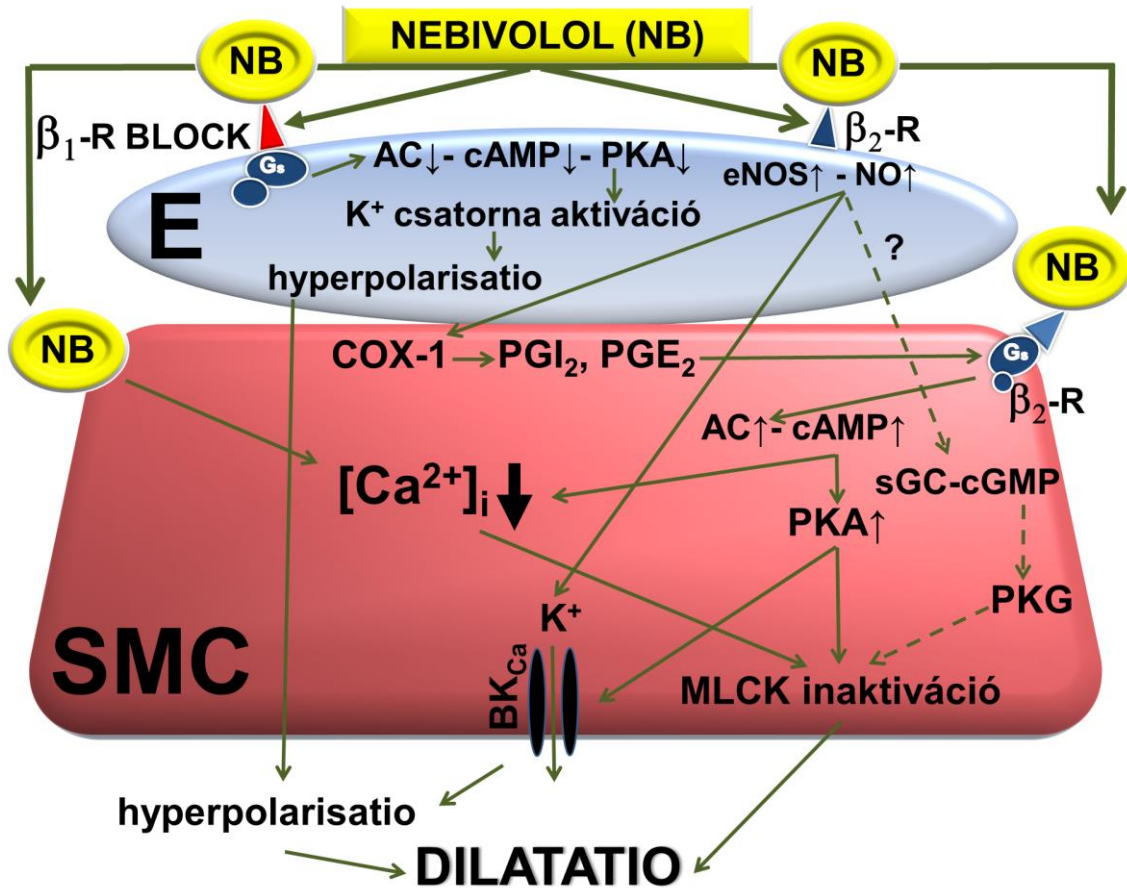 NEBIVOLOL (NB)
NB
NB
β₁-R BLOCK
β₂-R
Gs
AC↓- cAMP↓- PKA↓
eNOS↑ - NO↑
E
K⁺ csatorna aktiváció
?
hyperpolarisatio
NB
NB
COX-1
PGI₂, PGE₂
Gs
β₂-R
AC↑- cAMP↑
[Ca²⁺]i
sGC-cGMP
PKA↑
K⁺
PKG
SMC
BKCa
MLCK inaktiváció
hyperpolarisatio
DILATATIO